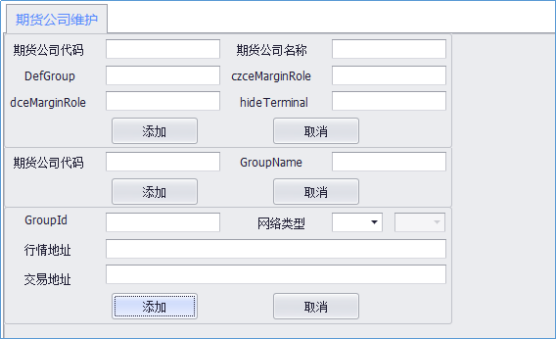 期货公司维护
期货公司代码 期货公司名称
DefGroup czceMarginRole
dceMarginRole hideTerminal
添加 取消
期货公司代码 GroupName
添加 取消
GroupId 网络类型
行情地址
交易地址
添加 取消